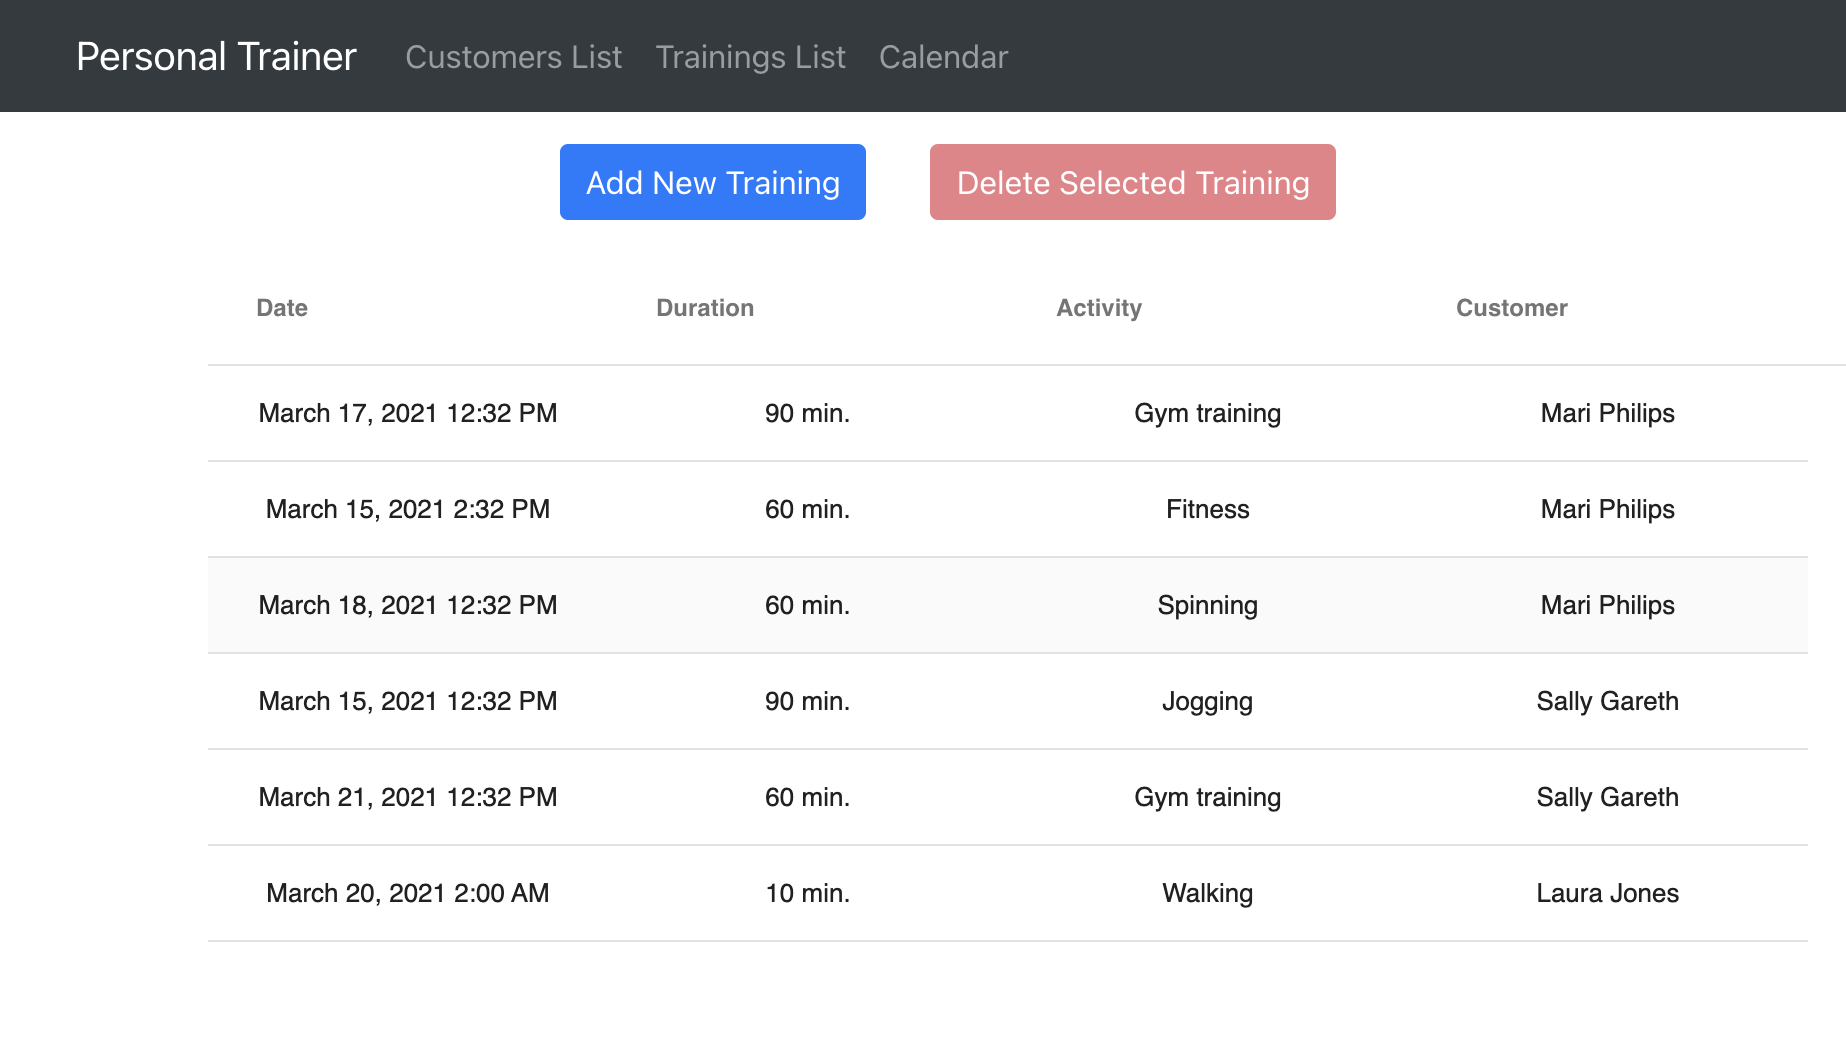 Personal Trainer Customers List Trainings List Calendar
Add New Training Delete Selected Training
Date Duration Activity Customer
March 17, 2021 12:32 PM 90 min. Gym training Mari Philips
March 15, 2021 2:32 PM 60 min. Fitness Mari Philips
March 18, 2021 12:32 PM 60 min. Spinning Mari Philips
March 15, 2021 12:32 PM 90 min. Jogging Sally Gareth
March 21, 2021 12:32 PM 60 min. Gym training Sally Gareth
March 20, 2021 2:00 AM 10 min. Walking Laura Jones